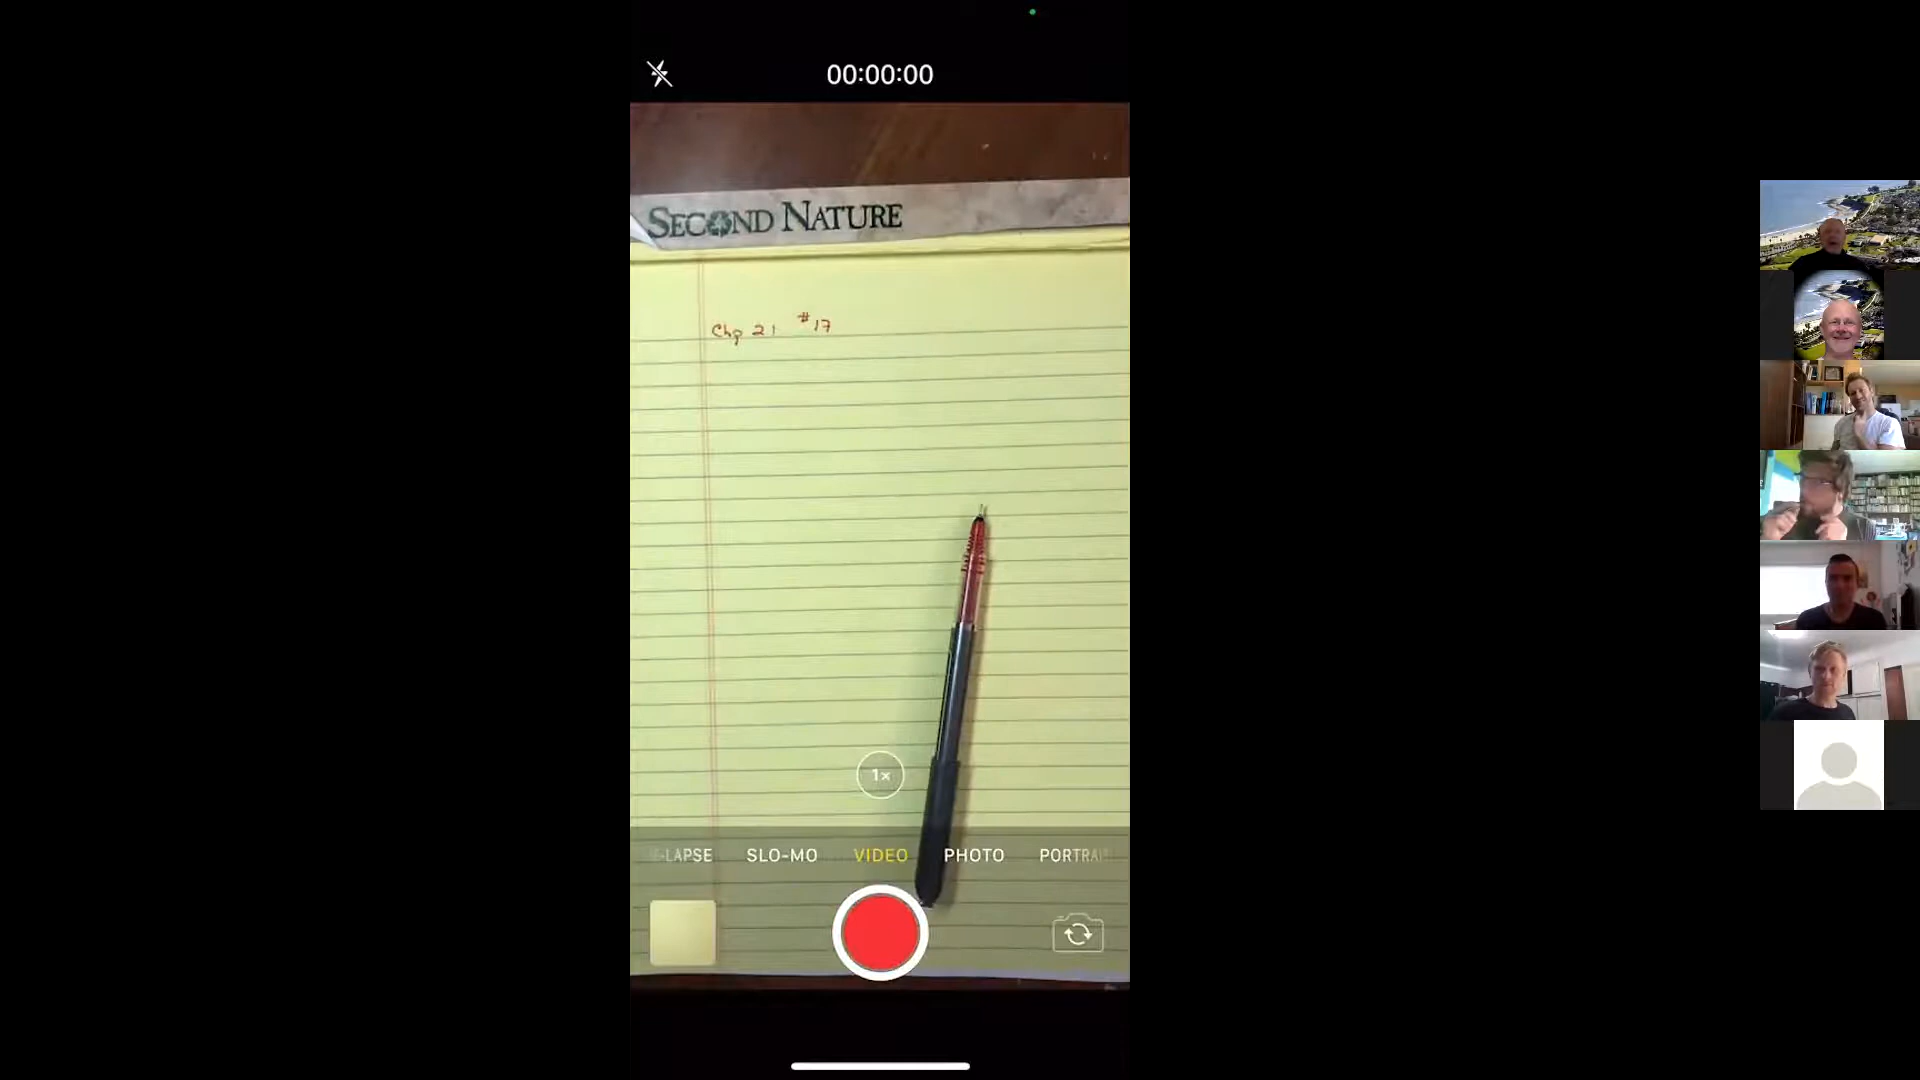 00:00:00
SECOND NATURE
Chp 21 #17
1×
-LAPSE SLO-MO VIDEO PHOTO PORTRAI